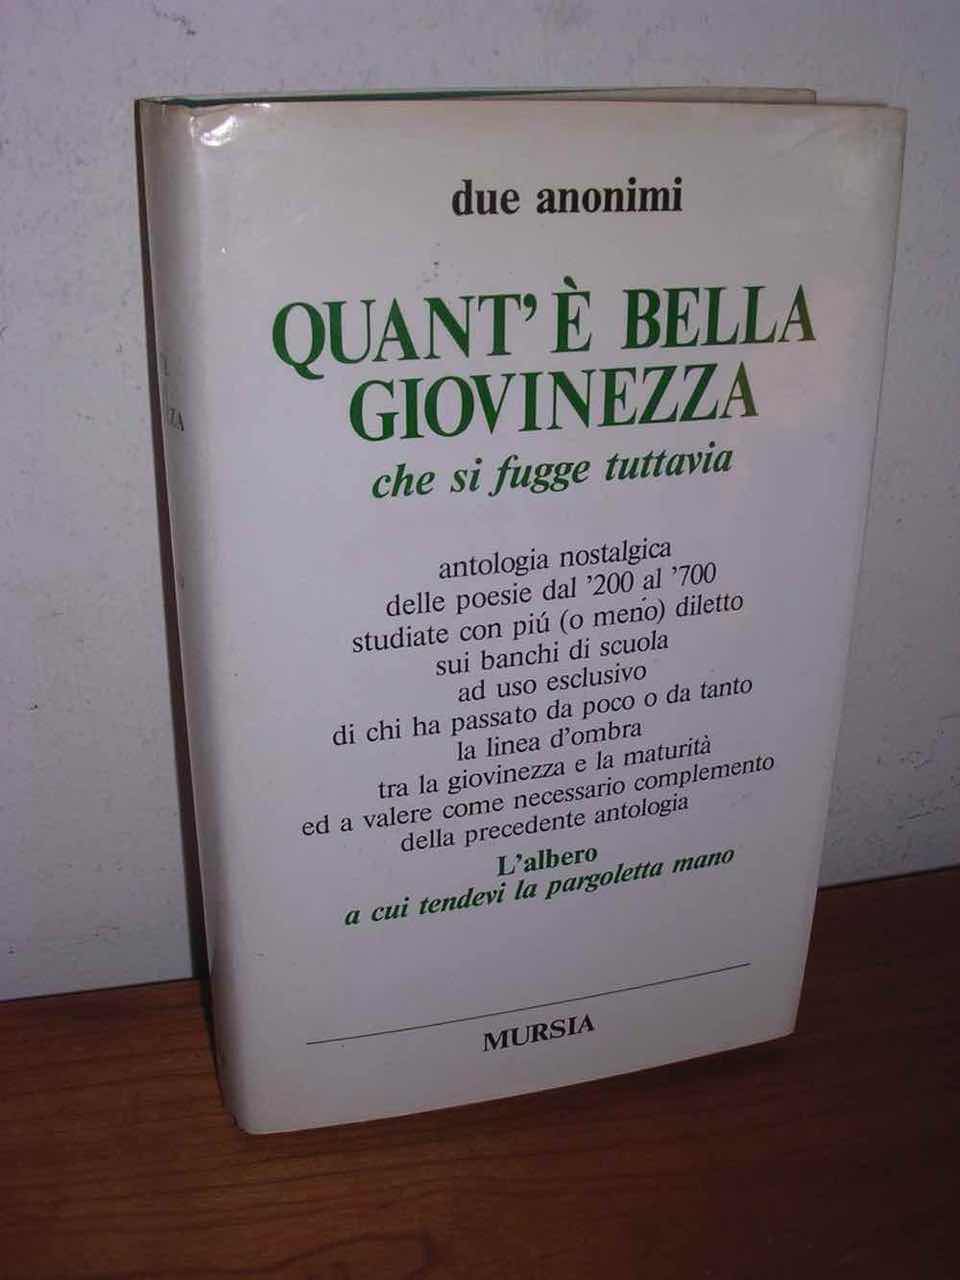 due anonimi
QUANT'È BELLA
GIOVINEZZA
che si fugge tuttavia
antologia nostalgica
delle poesie dal '200 al '700
studiate con piú (o meno) diletto
sui banchi di scuola
ad uso esclusivo
di chi ha passato da poco o da tanto
la linea d'ombra
tra la giovinezza e la maturità
ed a valere come necessario complemento
della precedente antologia
L'albero
a cui tendevi la pargoletta mano
MURSIA